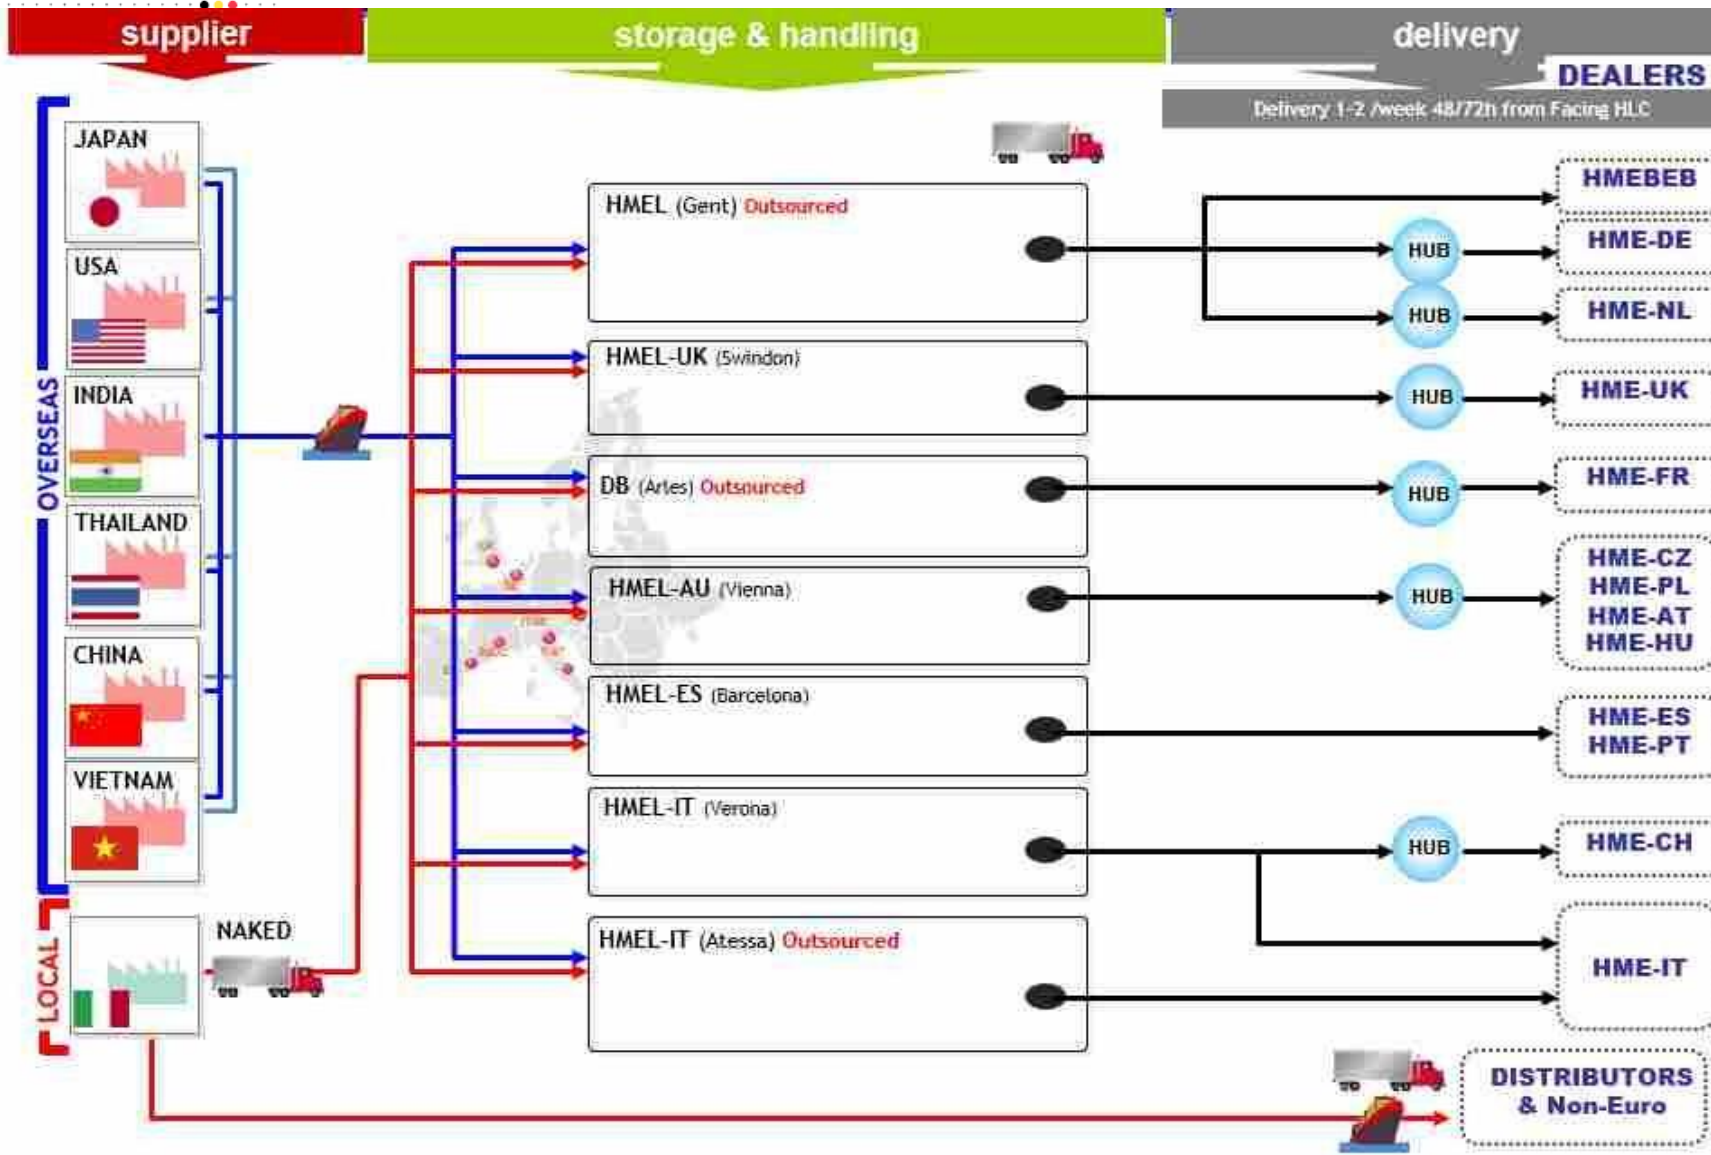 supplier
storage & handling
delivery
DEALERS
Delivery 1-2 /week 48/72h from Facing HLC
OVERSEAS
JAPAN
USA
INDIA
THAILAND
CHINA
VIETNAM
LOCAL
NAKED
HMEL (Gent) Outsourced
HMEL-UK (Swindon)
DB (Arles) Outsourced
HMEL-AU (Vienna)
HMEL-ES (Barcelona)
HMEL-IT (Verona)
HMEL-IT (Atessa) Outsourced
HUB
HUB
HUB
HUB
HUB
HUB
HMEBEB
HME-DE
HME-NL
HME-UK
HME-FR
HME-CZ
HME-PL
HME-AT
HME-HU
HME-ES
HME-PT
HME-CH
HME-IT
DISTRIBUTORS
& Non-Euro